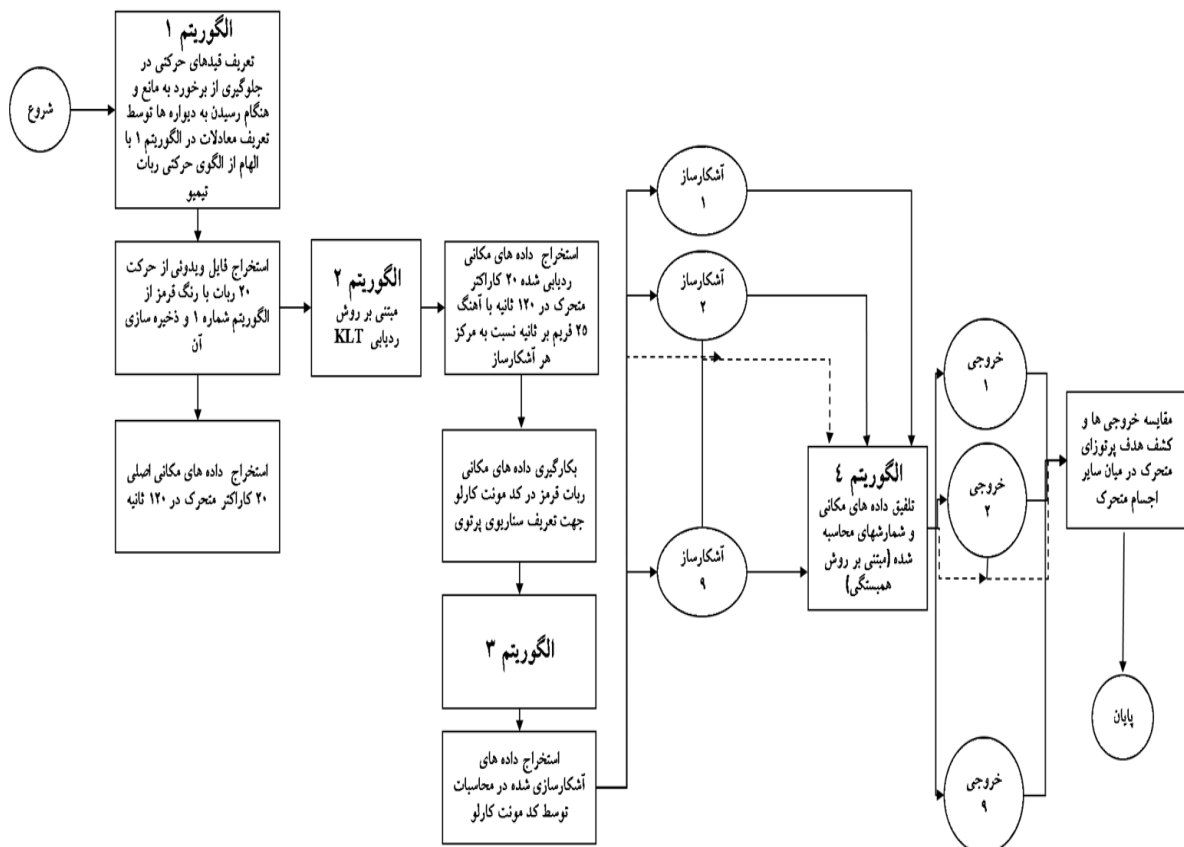 شروع
الگوریتم ۱
تعریف قیدهای حرکتی در
جلوگیری از برخورد به مانع و
هنگام رسیدن به دیواره ها توسط
تعریف معادلات در الگوریتم ۱ با
الهام از الگوی حرکتی ربات
تیمیو
استخراج فایل ویدوئی از حرکت
۲۰ ربات با رنگ قرمز از
الگوریتم شماره ۱ و ذخیره سازی
آن
استخراج داده های مکانی اصلی
۲۰ کاراکتر متحرک در ۱۲۰ ثانیه
الگوریتم ۲
مبتنی بر روش
ردیابی KLT
استخراج داده های مکانی
ردیابی شده ۲۰ کاراکتر
متحرک در ۱۲۰ ثانیه با آهنگ
۲۵ فریم بر ثانیه نسبت به مرکز
هر آشکارساز
بکارگیری داده های مکانی
ربات قرمز در کد مونت کارلو
جهت تعریف سناریوی پرتوی
الگوریتم ۳
استخراج داده های
آشکارسازی شده در محاسبات
توسط کد مونت کارلو
آشکارساز
۱
آشکارساز
۲
آشکارساز
۹
الگوریتم ٤
تلفیق داده های مکانی
و شمارشهای محاسبه
شده (مبتنی بر روش
همبستگی)
خروجی
۱
خروجی
۲
خروجی
۹
مقایسه خروجی ها و
کشف هدف پرتوزای
متحرک در میان سایر
اجسام متحرک
پایان